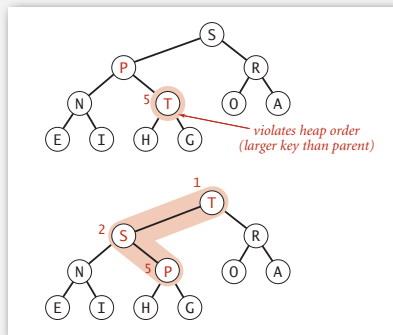 S
P R
N 5 T O A
E I H G
violates heap order
(larger key than parent)
1
T
2 S R
N 5 P O A
E I H G